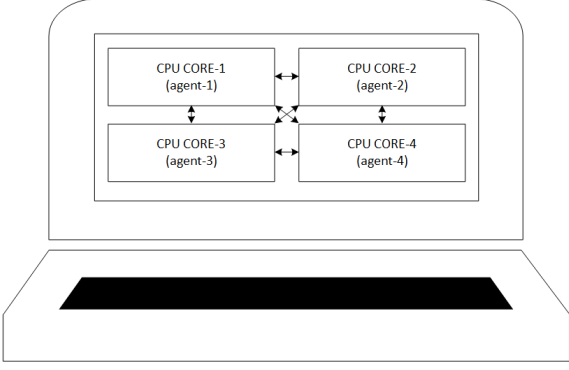 CPU CORE-1
(agent-1)
CPU CORE-2
(agent-2)
CPU CORE-3
(agent-3)
CPU CORE-4
(agent-4)